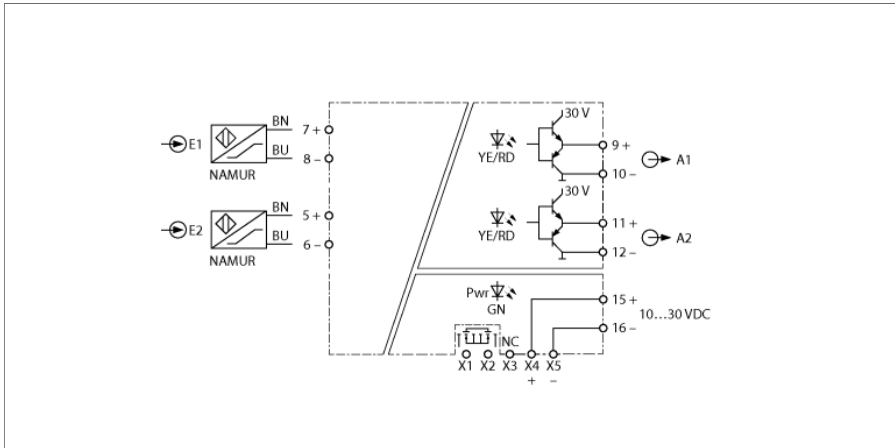 E1
BN 7 +
BU 8 –
NAMUR
E2
BN 5 +
BU 6 –
NAMUR
30 V
YE/RD
9 +
10 –
A1
30 V
YE/RD
11 +
12 –
A2
Pwr
GN
15 +
16 –
10...30 VDC
NC
X1 X2 X3 X4 X5
+ –